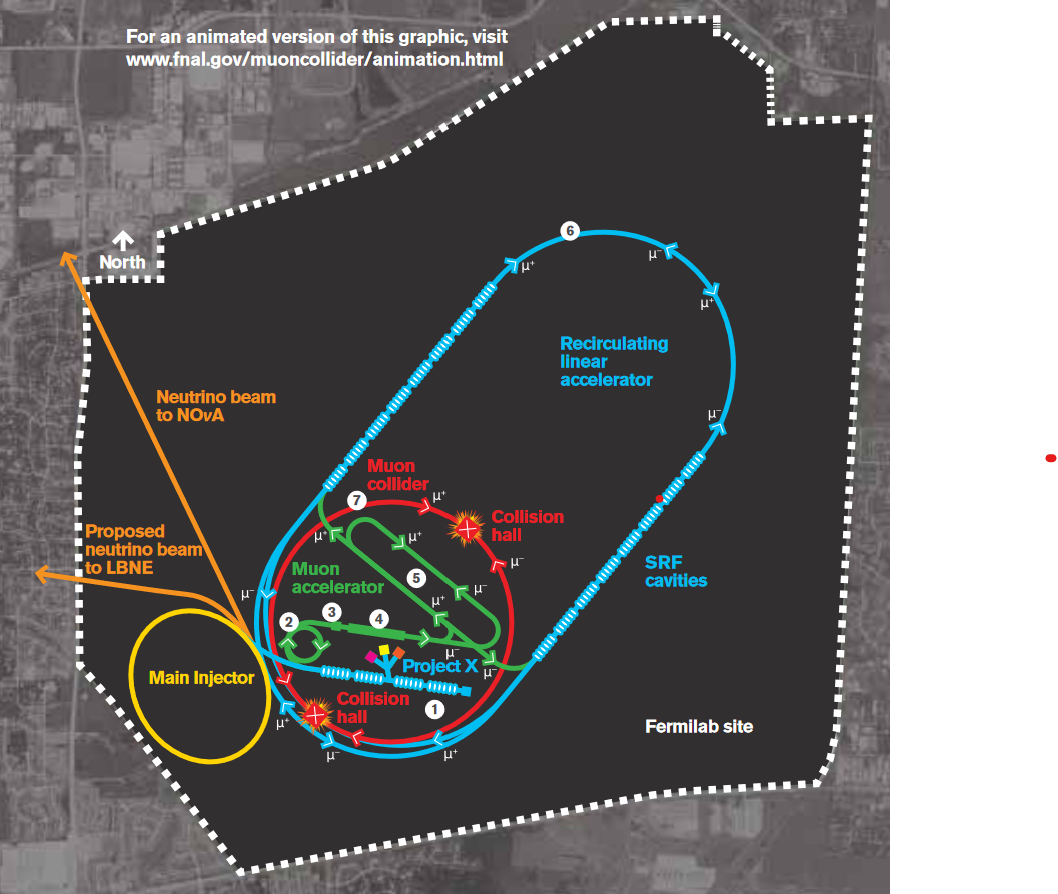 For an animated version of this graphic, visit
www.fnal.gov/muoncollider/animation.html
North
6
μ⁻
μ⁺
μ⁺
Recirculating
linear
accelerator
Neutrino beam
to NOνA
μ⁻
Muon
collider
7
μ⁺
Collision
hall
μ⁺
μ⁺
Proposed
neutrino beam
to LBNE
μ⁻
SRF
cavities
Muon
accelerator
5
μ⁻
μ⁻
μ⁺
2
3
4
μ⁻
Project X
μ⁻
Main Injector
Collision
hall
1
μ⁺
Fermilab site
μ⁻
μ⁺